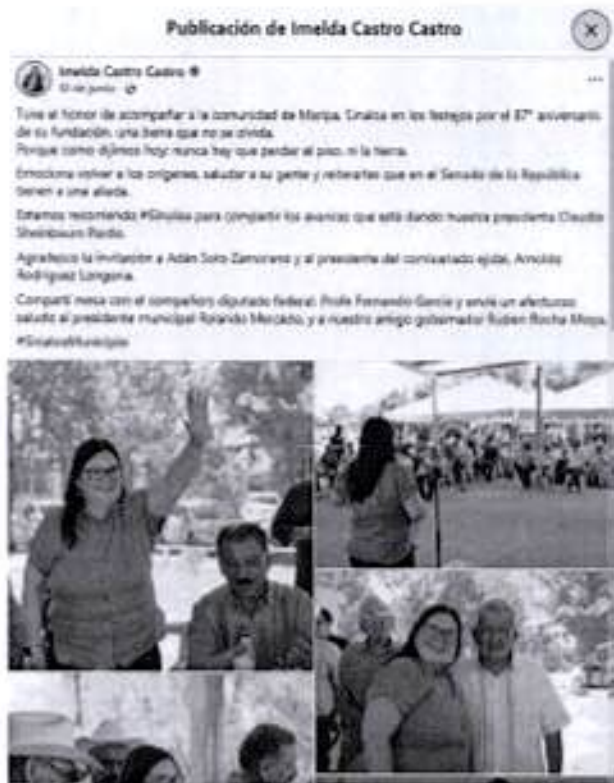 Publicación de Imelda Castro Castro
Imelda Castro Castro
10 de junio
Tuve el honor de acompañar a la comunidad de Maripa, Sinaloa en los festejos por el 87° aniversario
de su fundación, una tierra que no se olvida.
Porque como dijimos hoy: nunca hay que perder el piso, ni la tierra.
Emociona volver a los orígenes, saludar a su gente y reiterarles que en el Senado de la República
tienen a una aliada.
Estamos recorriendo #Sinaloa para compartir los avances que está dando nuestra presidenta Claudia
Sheinbaum Pardo.
Agradezco la invitación a Adán Soto Zamorano y al presidente del comisariado ejidal, Arnoldo
Rodríguez Longoria.
Compartí mesa con el compañero diputado federal: Profe Fernando García y envié un afectuoso
saludo al presidente municipal Rolando Mercado, y a nuestro amigo gobernador Ruben Rocha Moya.
#SinaloaMunicipio